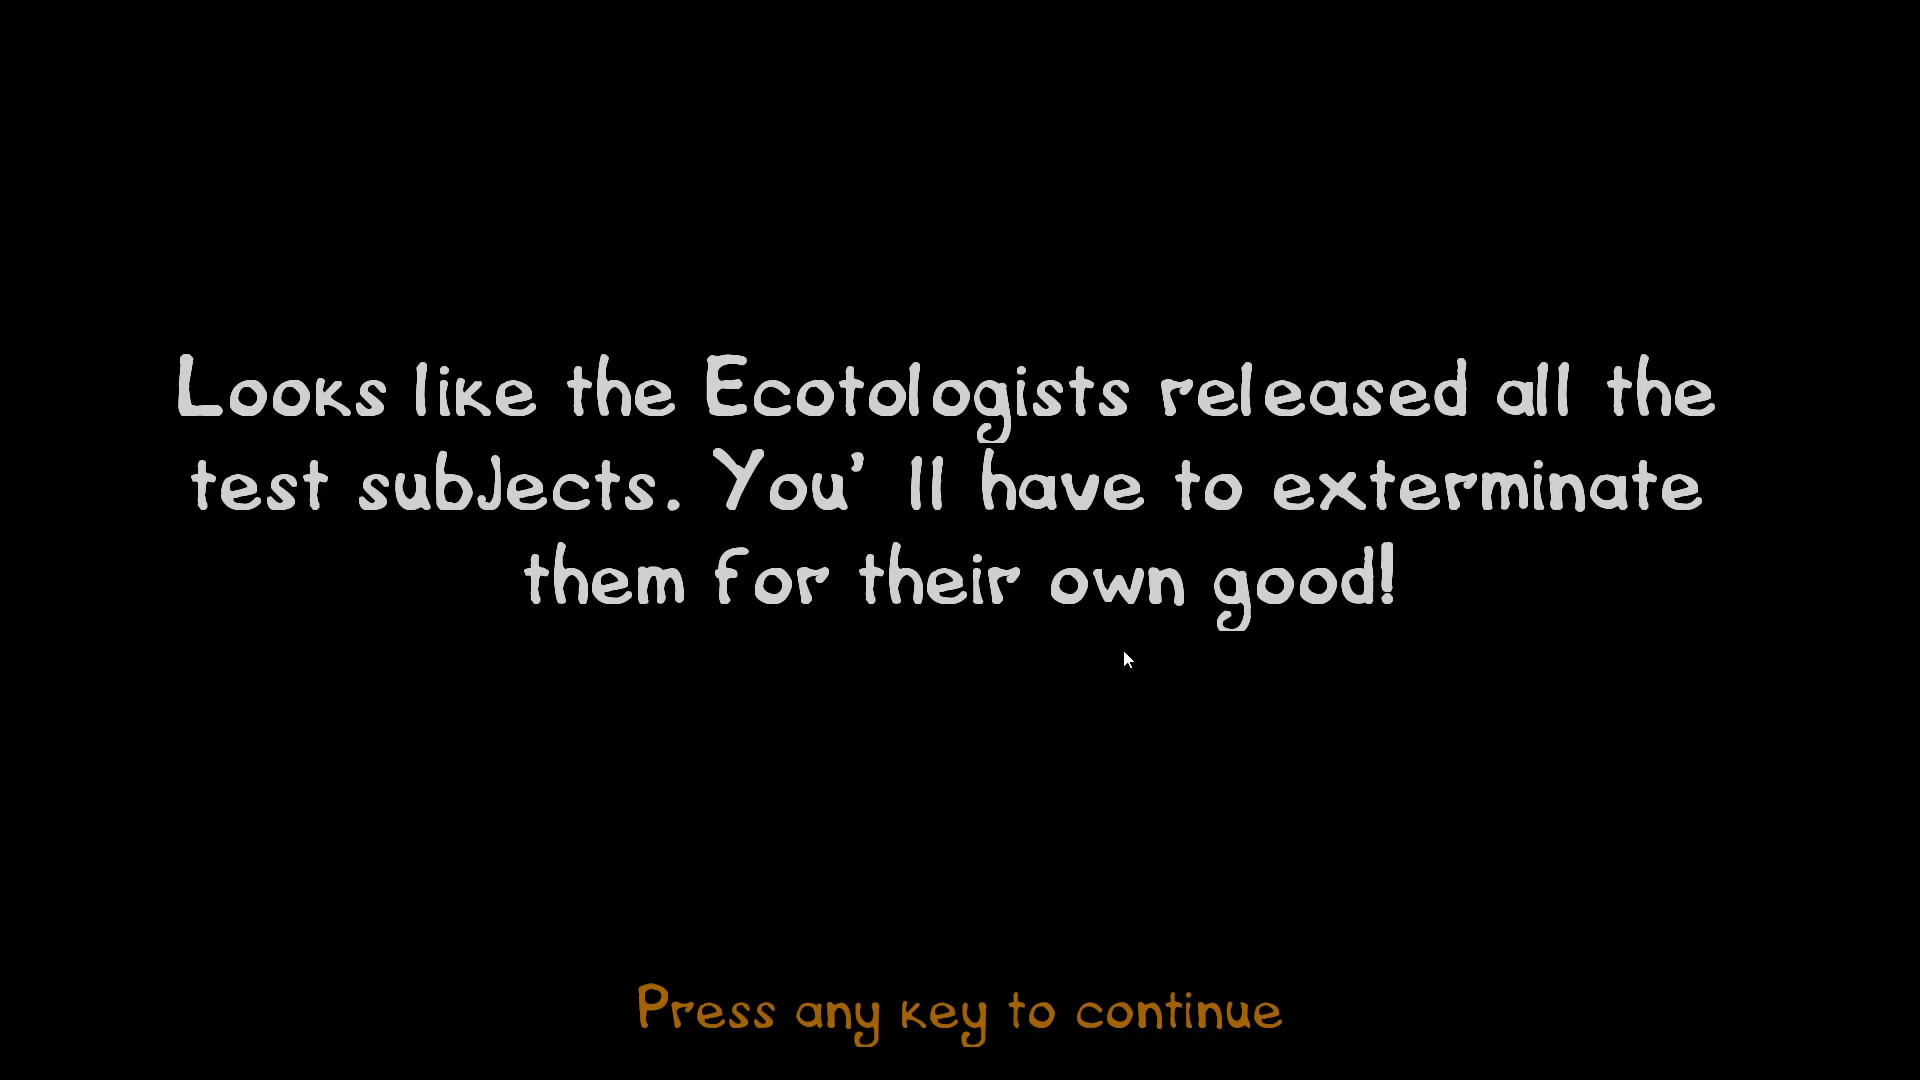 Looks like the Ecotologists released all the
test subjects. You'll have to exterminate
them for their own good!
Press any key to continue